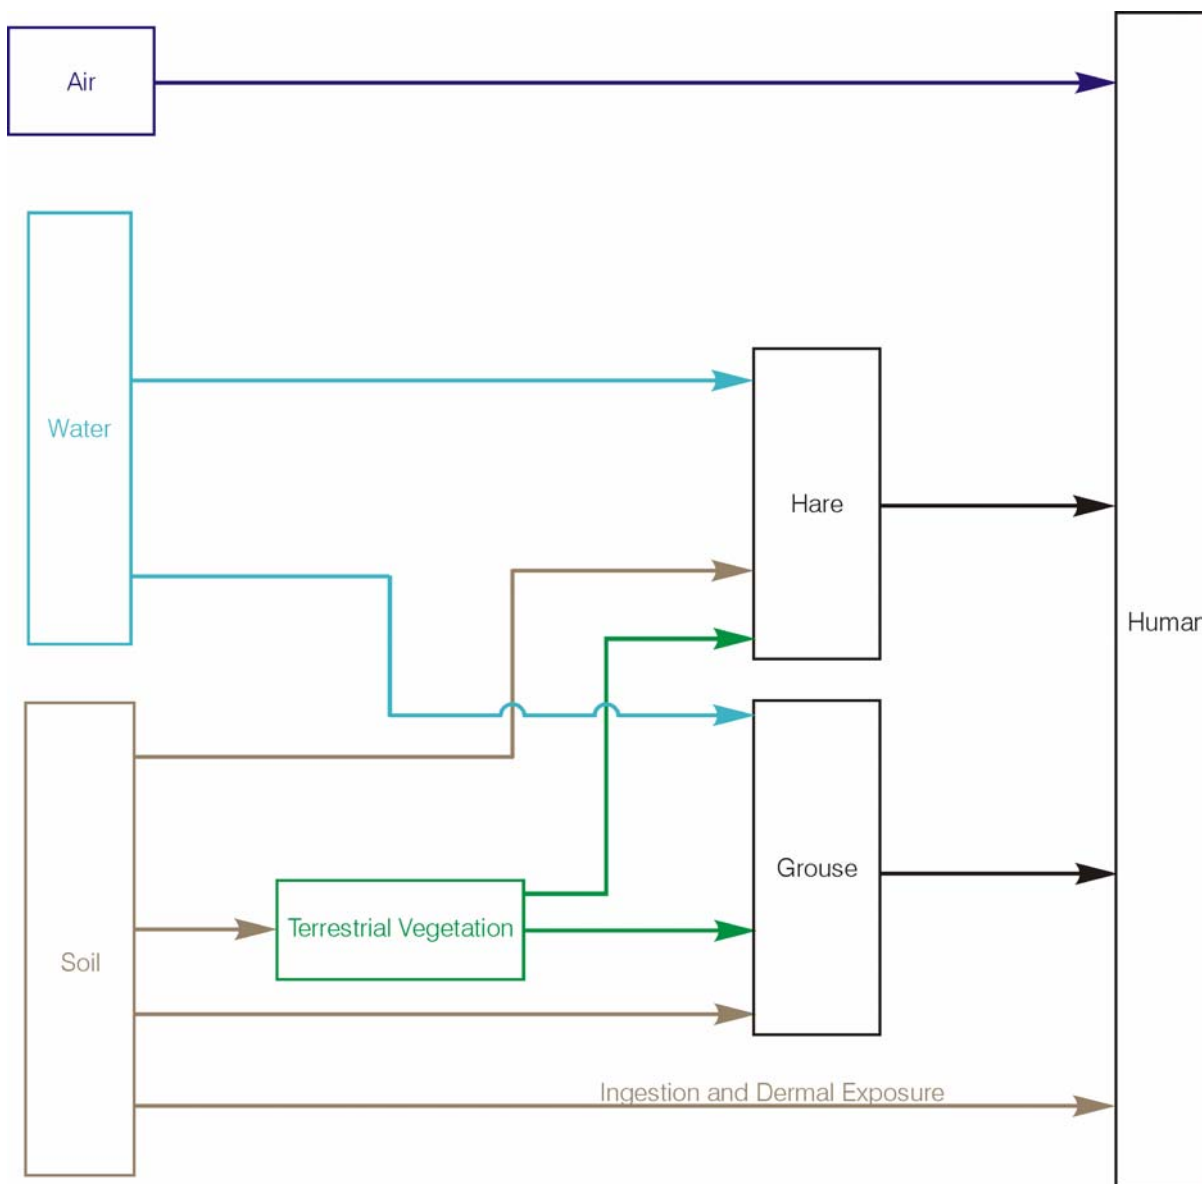 Air
Water
Hare
Human
Grouse
Terrestrial Vegetation
Soil
Ingestion and Dermal Exposure